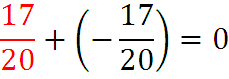 17/20 + (−17/20) = 0